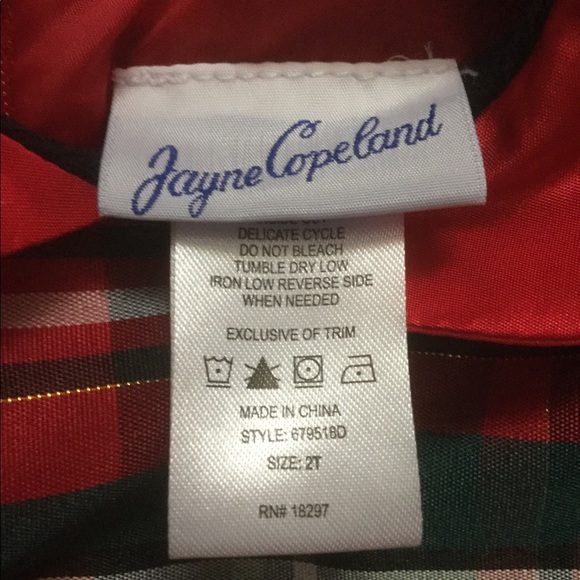 Jayne Copeland
DELICATE CYCLE
DO NOT BLEACH
TUMBLE DRY LOW
IRON LOW REVERSE SIDE
WHEN NEEDED
EXCLUSIVE OF TRIM
MADE IN CHINA
STYLE: 679518D
SIZE: 2T
RN# 18297